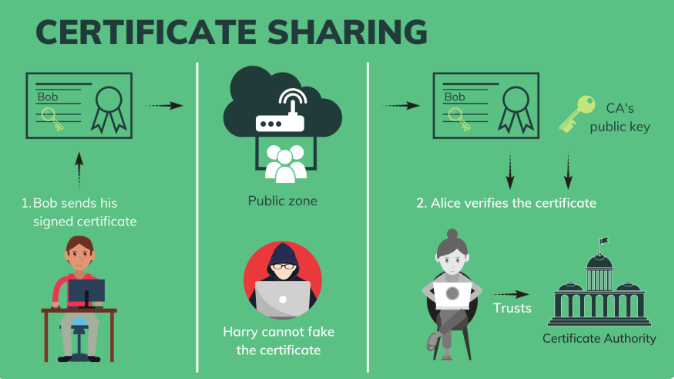 CERTIFICATE SHARING
Bob
1. Bob sends his
signed certificate
Public zone
Harry cannot fake
the certificate
Bob
CA's
public key
2. Alice verifies the certificate
Trusts
Certificate Authority